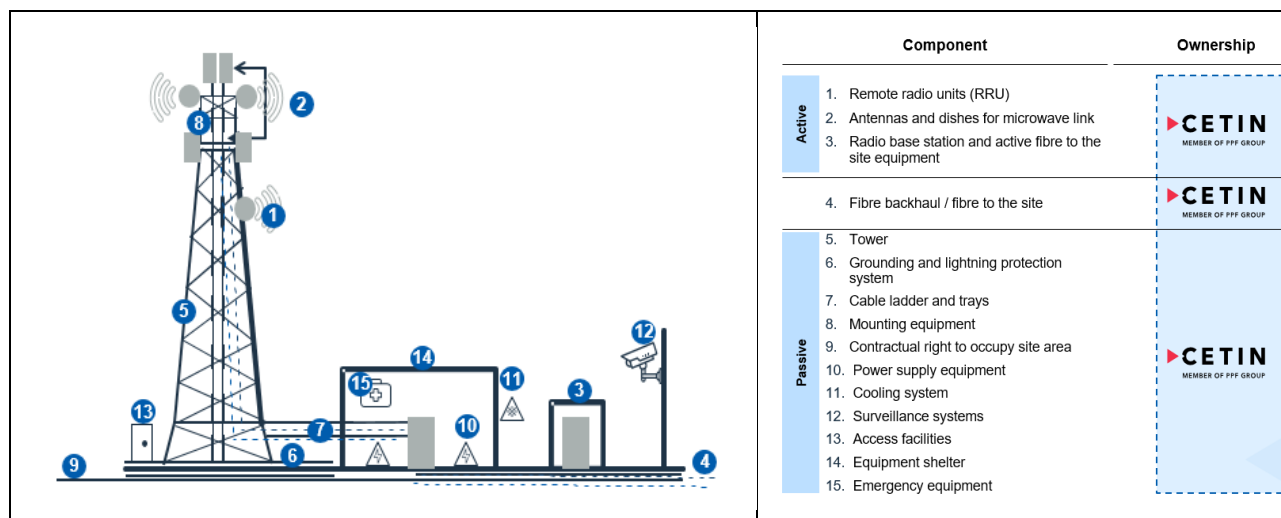 2
8
1
5
12
14
15
11
3
13
10
7
6
9
4
Component
Ownership
Active
1. Remote radio units (RRU)
2. Antennas and dishes for microwave link
3. Radio base station and active fibre to the
site equipment
CETIN
MEMBER OF PPF GROUP
4. Fibre backhaul / fibre to the site
CETIN
MEMBER OF PPF GROUP
Passive
5. Tower
6. Grounding and lightning protection
system
7. Cable ladder and trays
8. Mounting equipment
9. Contractual right to occupy site area
10. Power supply equipment
11. Cooling system
12. Surveillance systems
13. Access facilities
14. Equipment shelter
15. Emergency equipment
CETIN
MEMBER OF PPF GROUP